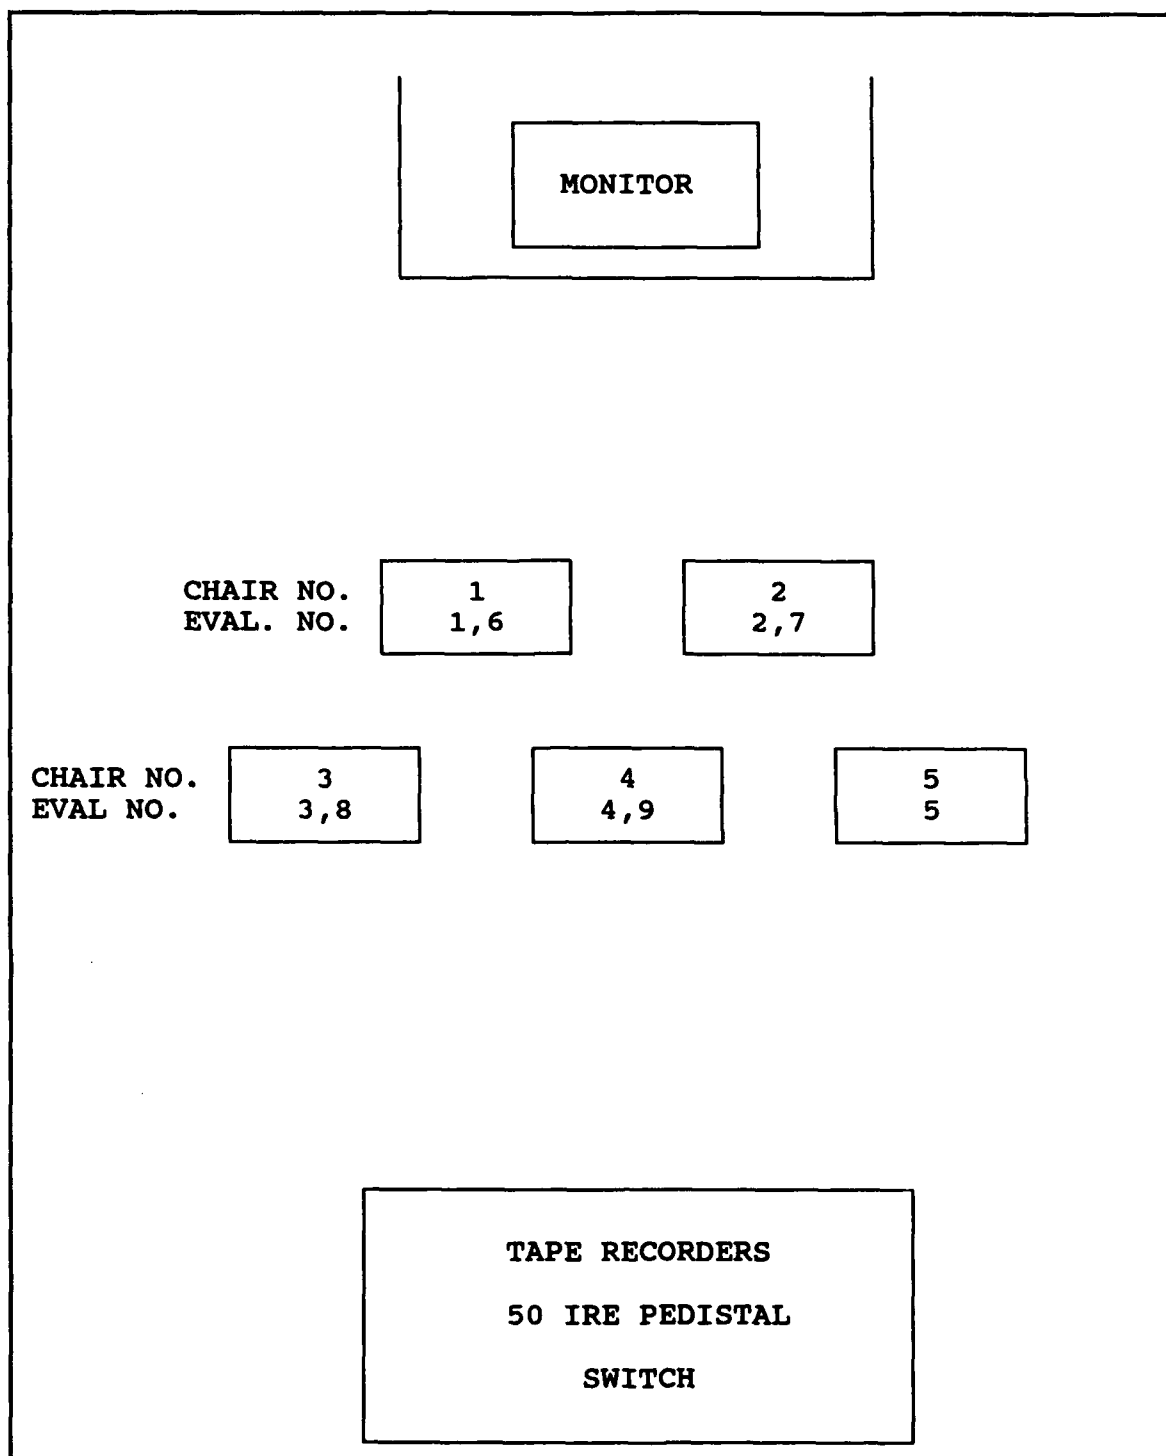 MONITOR
CHAIR NO. 1 2
EVAL. NO. 1,6 2,7
CHAIR NO. 3 4 5
EVAL NO. 3,8 4,9 5
TAPE RECORDERS
50 IRE PEDISTAL
SWITCH